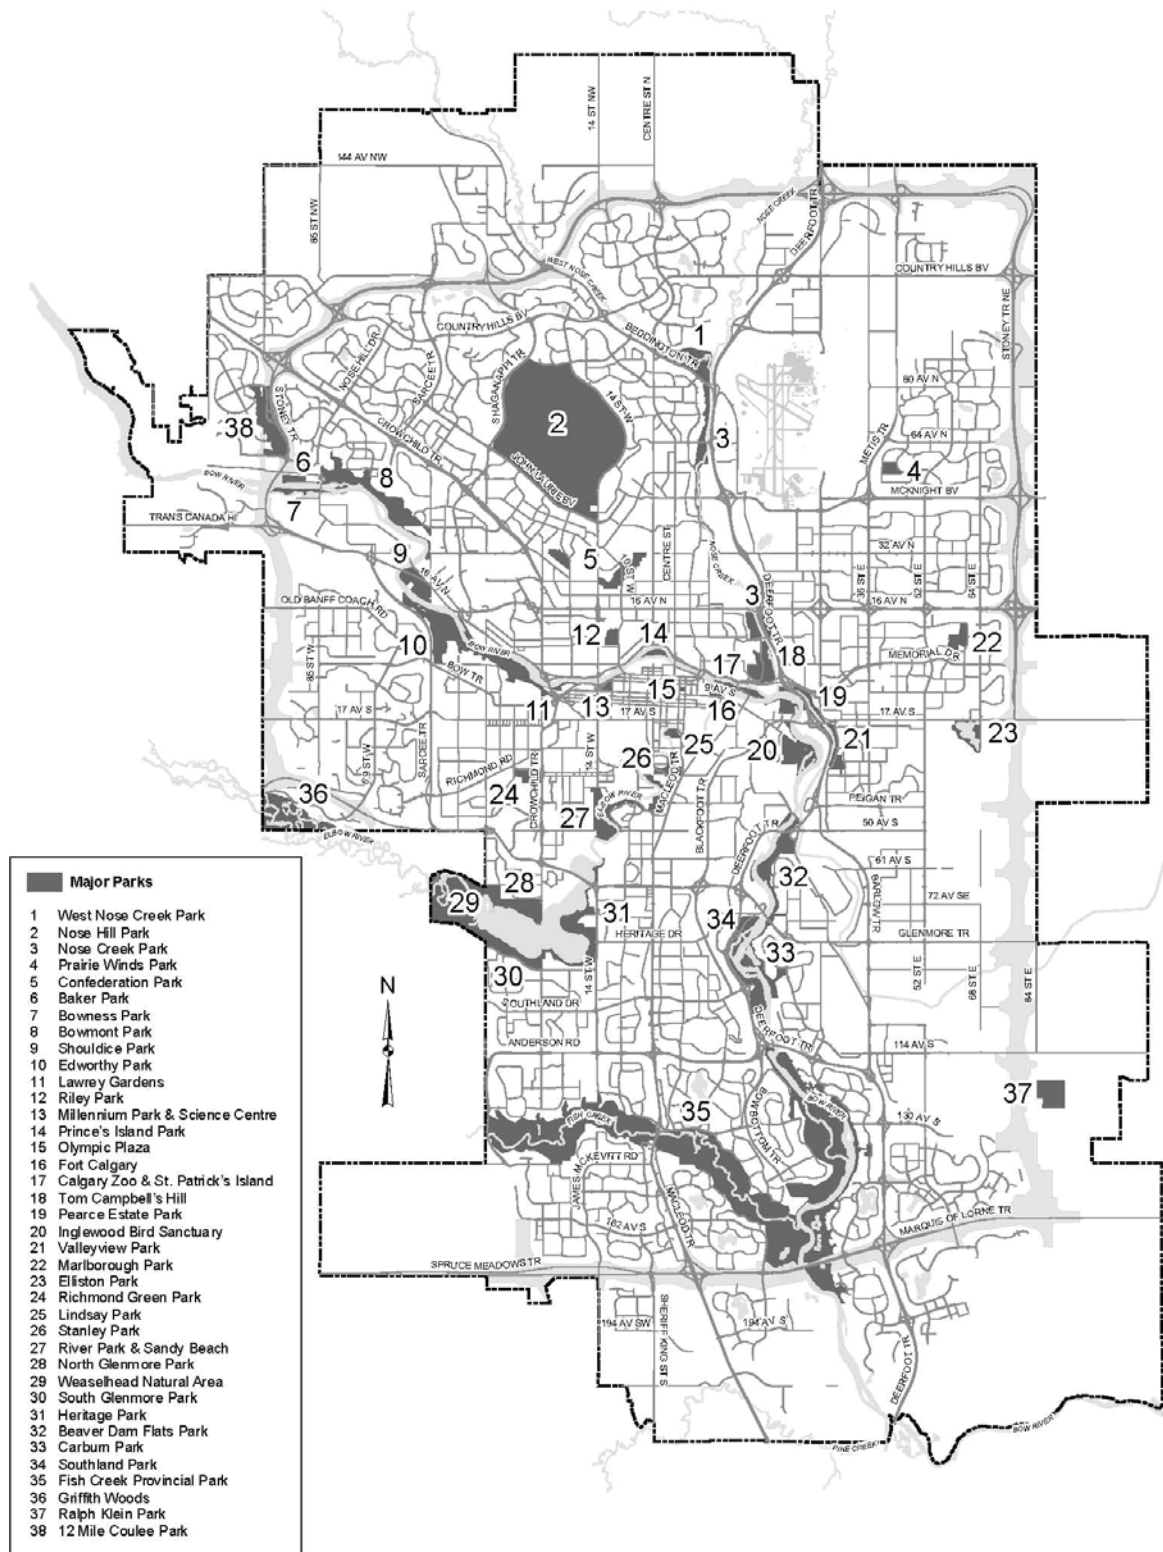 14 ST NW
CENTRE ST N
144 AV NW
85 ST NW
NOSE CREEK
DEERFOOT TR
COUNTRY HILLS BV
WEST NOSE CREEK
STONEY TR NE
COUNTRY HILLS BV
BEDDINGTON TR
1
NOSE HILL DR
SARCEE TR
SHAGANAPPI TR
14 ST W
80 AV N
STONEY TR
38
2
CROWCHILD TR
3
METIS TR
64 AV N
6
8
JOHN LAURIE BV
4
BOW RIVER
7
MCKNIGHT BV
TRANS CANADA HI
9
5
10 ST W
CENTRE ST
NOSE CREEK
32 AV N
16 AV N
DEERFOOT TR
36 ST E
52 ST E
64 ST E
OLD BANFF COACH RD
16 AV N
3
16 AV N
10
BOW RIVER
12
14
17
18
22
MEMORIAL DR
85 ST W
BOW TR
15
9 AV S
19
17 AV S
11
13
17 AV S
16
17 AV S
23
SARCEE TR
69 ST W
RICHMOND RD
14 ST W
26
25
20
21
36
24
CROWCHILD TR
27
ELBOW RIVER
MACLEOD TR
BLACKFOOT TR
PEIGAN TR
50 AV S
ELBOW RIVER
DEERFOOT TR
61 AV S
32
BARLOW TR
28
72 AV SE
29
31
34
HERITAGE DR
GLENMORE TR
33
30
14 ST W
52 ST E
68 ST E
84 ST E
N
SOUTHLAND DR
DEERFOOT TR
ANDERSON RD
114 AV S
37
35
BOW RIVER
FISH CREEK
BOW BOTTOM TR
130 AV S
JAMES MCKEVITT RD
MACLEOD TR
162 AV S
MARQUIS OF LORNE TR
SPRUCE MEADOWS TR
194 AV SW
SHERIFF KING ST S
194 AV S
DEERFOOT TR
PINE CREEK
BOW RIVER
Major Parks
1 West Nose Creek Park
2 Nose Hill Park
3 Nose Creek Park
4 Prairie Winds Park
5 Confederation Park
6 Baker Park
7 Bowness Park
8 Bowmont Park
9 Shouldice Park
10 Edworthy Park
11 Lawrey Gardens
12 Riley Park
13 Millennium Park & Science Centre
14 Prince's Island Park
15 Olympic Plaza
16 Fort Calgary
17 Calgary Zoo & St. Patrick's Island
18 Tom Campbell's Hill
19 Pearce Estate Park
20 Inglewood Bird Sanctuary
21 Valleyview Park
22 Marlborough Park
23 Elliston Park
24 Richmond Green Park
25 Lindsay Park
26 Stanley Park
27 River Park & Sandy Beach
28 North Glenmore Park
29 Weaselhead Natural Area
30 South Glenmore Park
31 Heritage Park
32 Beaver Dam Flats Park
33 Carburn Park
34 Southland Park
35 Fish Creek Provincial Park
36 Griffith Woods
37 Ralph Klein Park
38 12 Mile Coulee Park